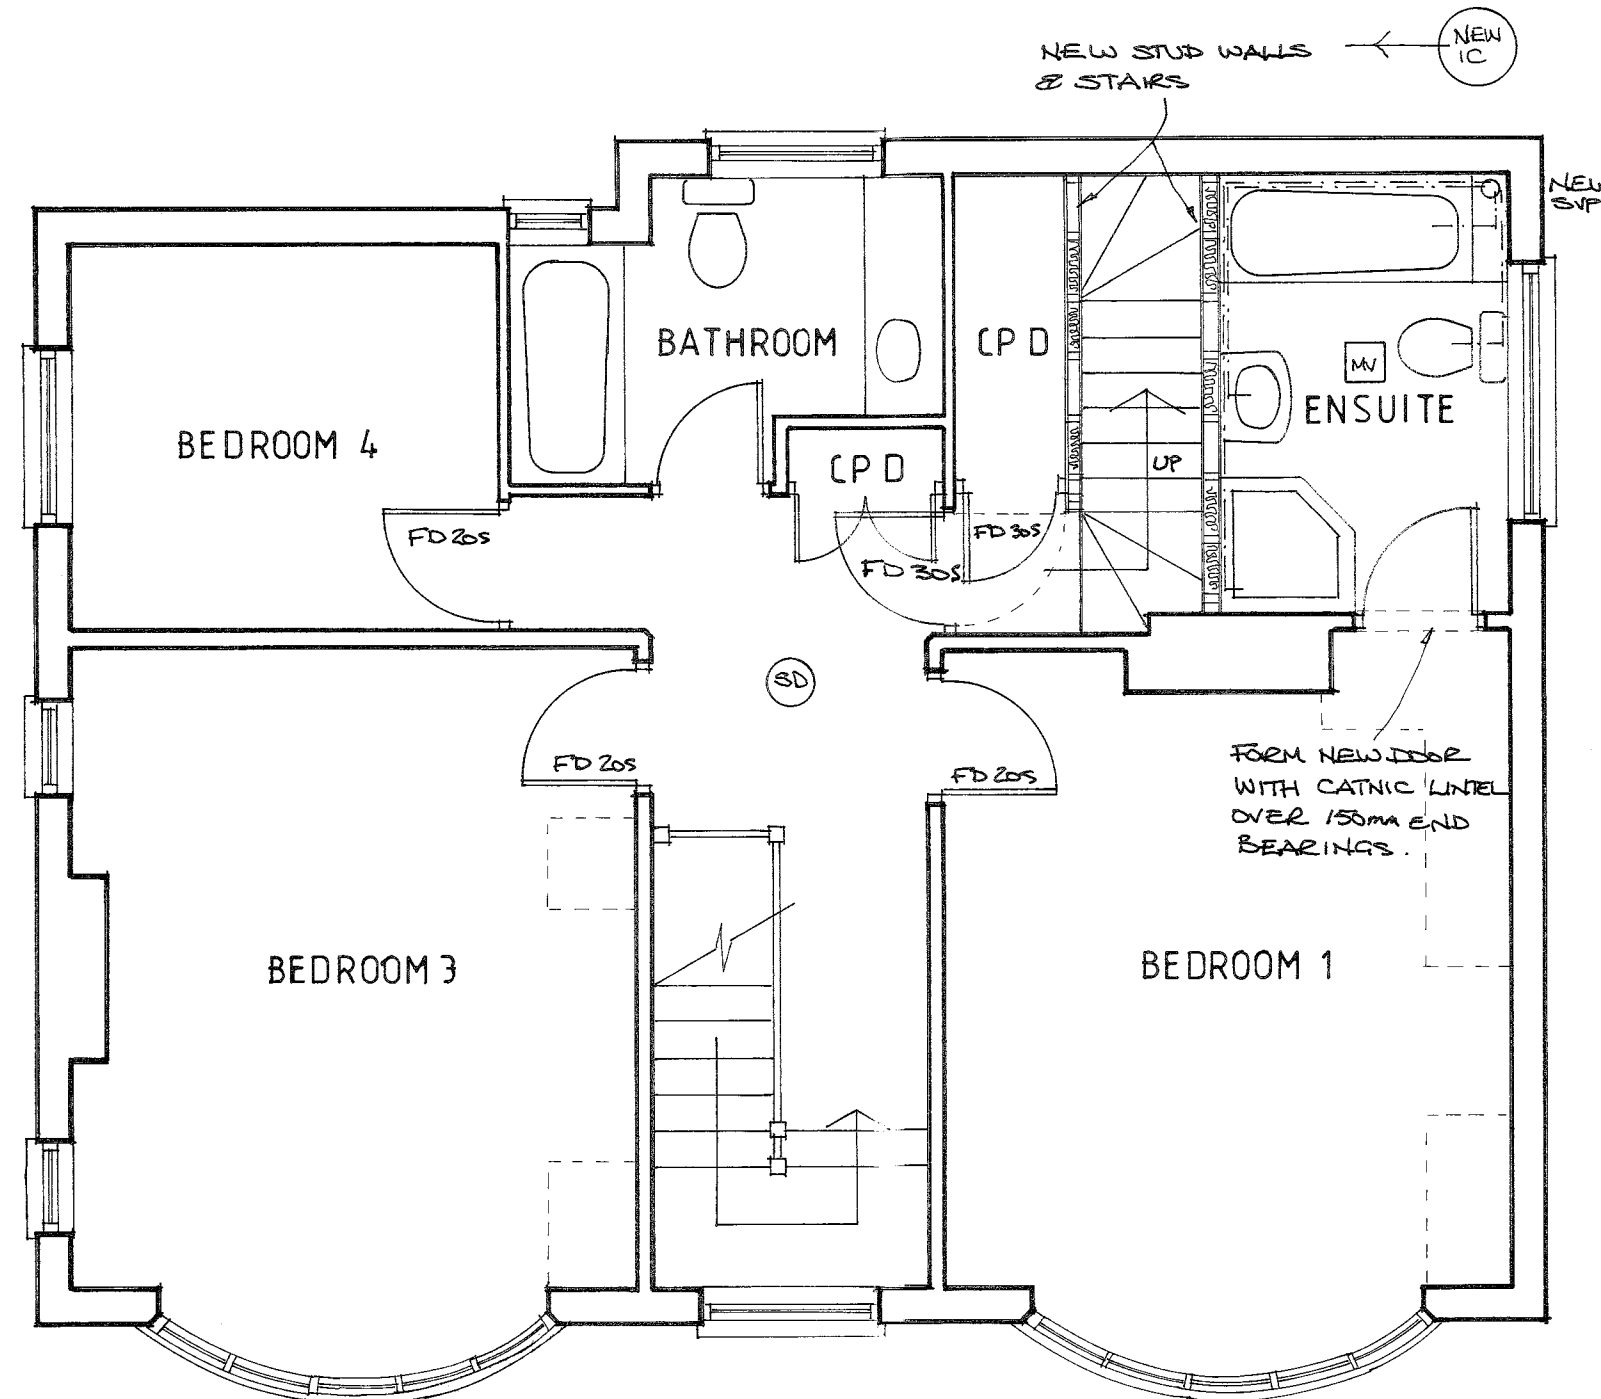 NEW STUD WALLS
& STAIRS
NEW
IC
NEW
SVP
BATHROOM
CPD
MV
ENSUITE
BEDROOM 4
CPD
UP
FD 20S
FD 30S
FD 30S
SD
FD 20S
FD 20S
FORM NEW DOOR
WITH CATNIC LINTEL
OVER 150mm END
BEARINGS.
BEDROOM 3
BEDROOM 1